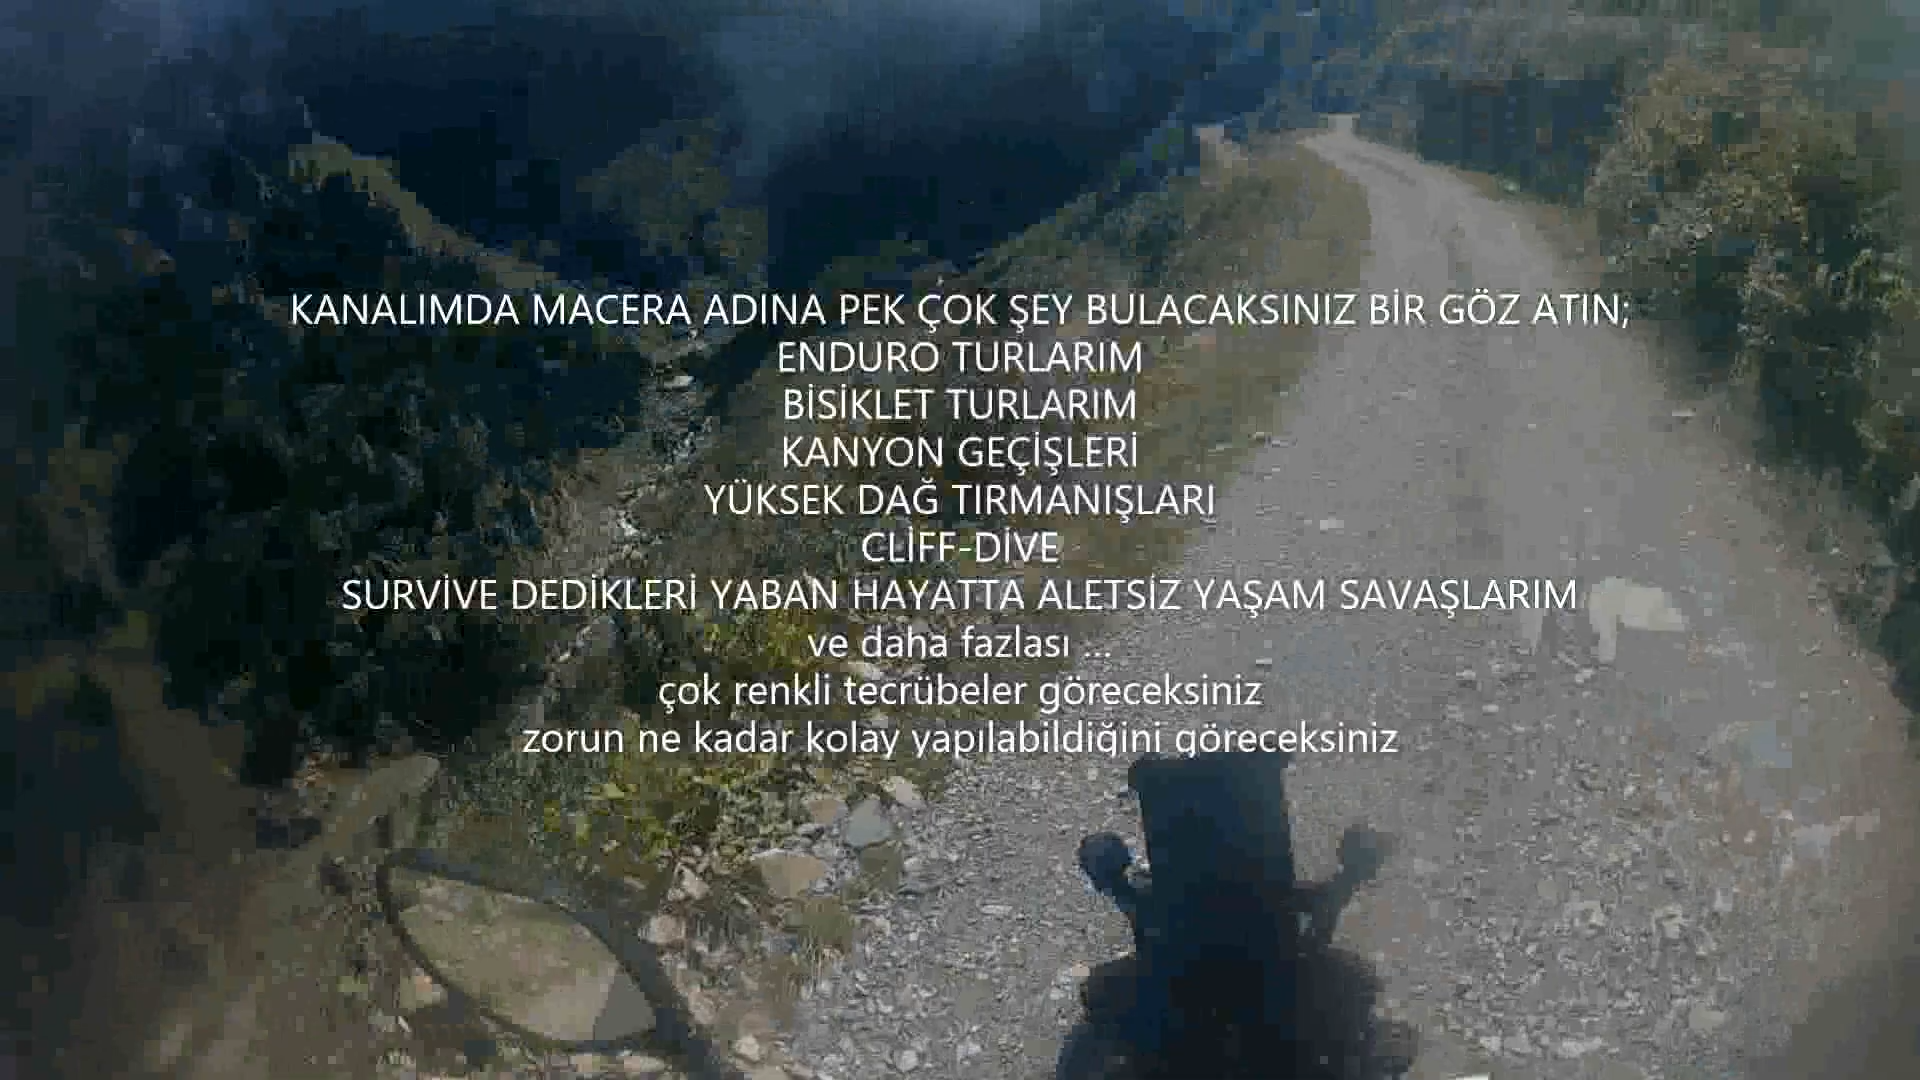 KANALIMDA MACERA ADINA PEK ÇOK ŞEY BULACAKSINIZ BİR GÖZ ATIN;
ENDURO TURLARIM
BİSİKLET TURLARIM
KANYON GEÇİŞLERİ
YÜKSEK DAĞ TIRMANIŞLARI
CLİFF-DİVE
SURVİVE DEDİKLERİ YABAN HAYATTA ALETSİZ YAŞAM SAVAŞLARIM
ve daha fazlası ...
çok renkli tecrübeler göreceksiniz
zorun ne kadar kolay yapılabildiğini göreceksiniz